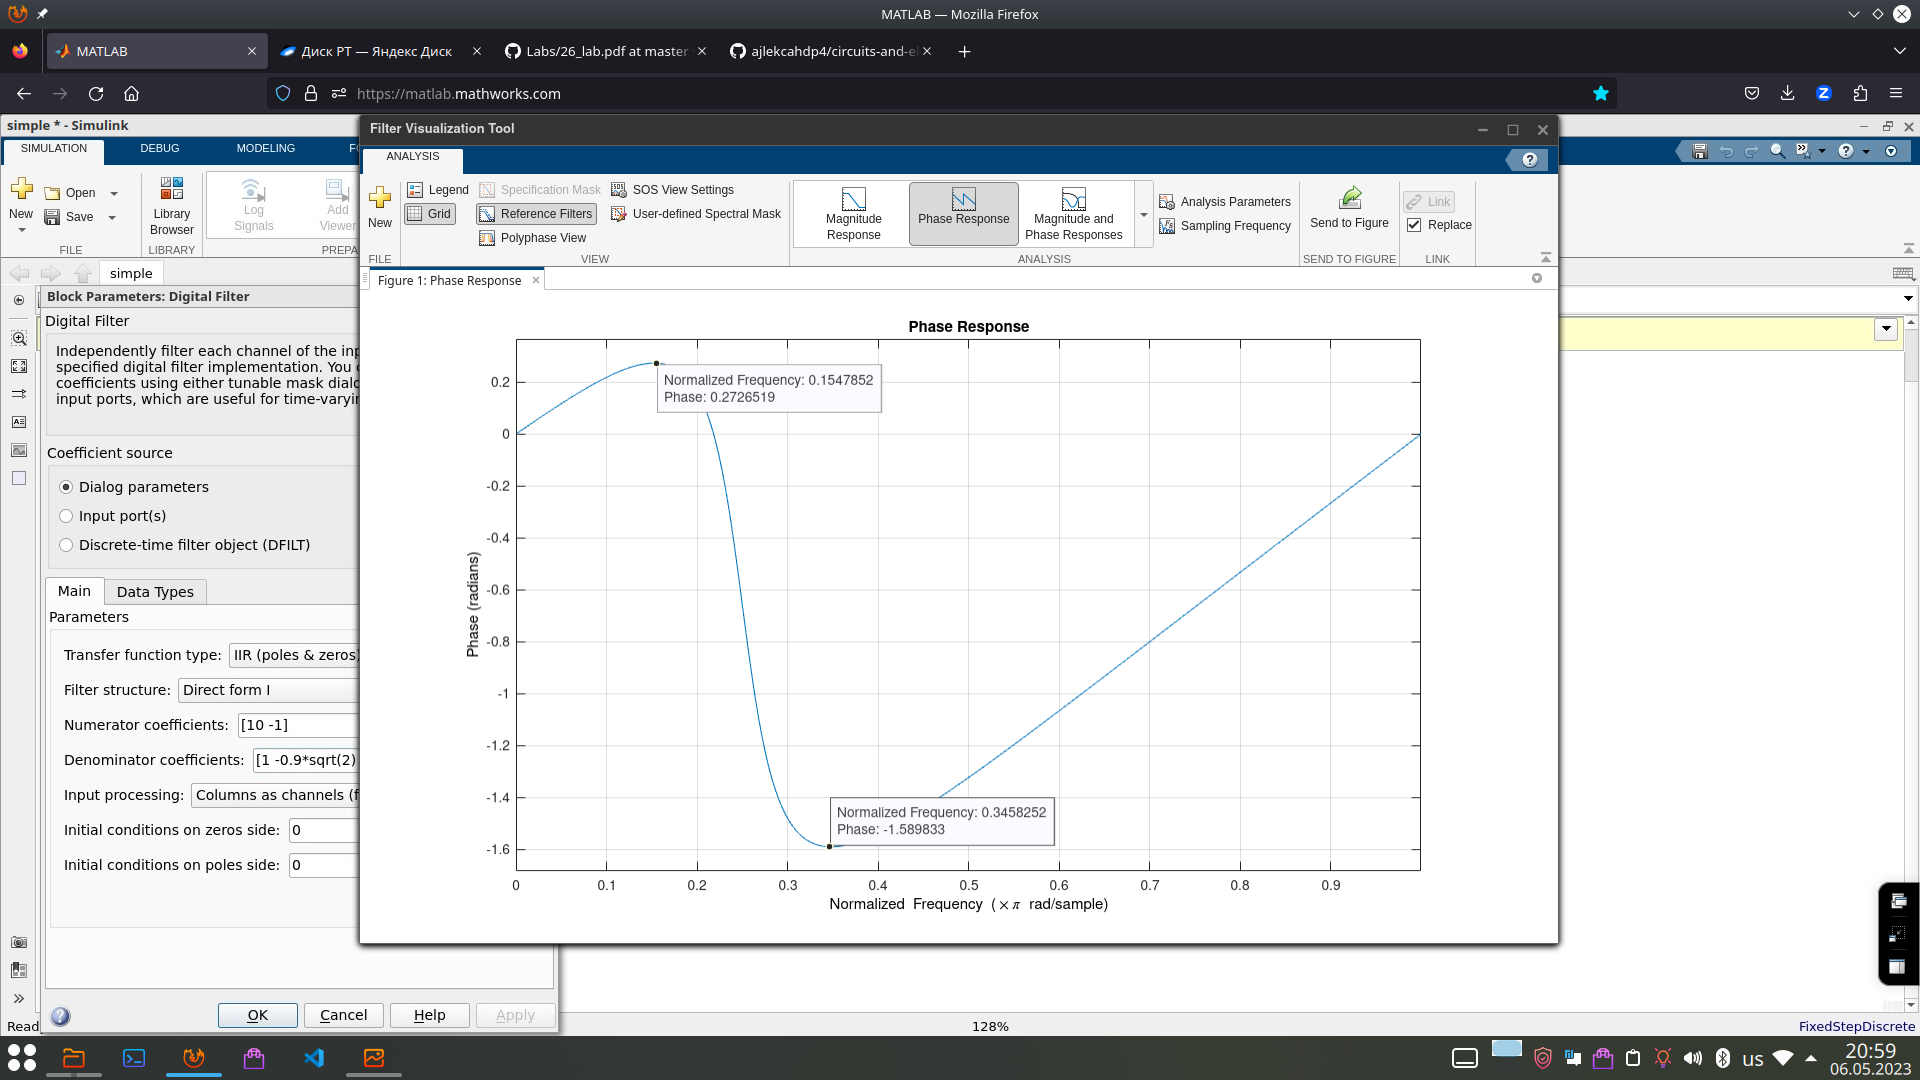 MATLAB — Mozilla Firefox
MATLAB
Диск РТ — Яндекс Диск
Labs/26_lab.pdf at master
ajlekcahdp4/circuits-and-el
https://matlab.mathworks.com
simple * - Simulink
SIMULATION DEBUG MODELING
New
Open
Save
FILE
Library Browser
LIBRARY
Log Signals
Add Viewer
PREPA
simple
Filter Visualization Tool
ANALYSIS
New
FILE
Legend
Grid
Specification Mask
Reference Filters
Polyphase View
SOS View Settings
User-defined Spectral Mask
VIEW
Magnitude Response
Phase Response
Magnitude and Phase Responses
Analysis Parameters
Sampling Frequency
ANALYSIS
Send to Figure
SEND TO FIGURE
Link
Replace
LINK
Figure 1: Phase Response
Block Parameters: Digital Filter
Digital Filter
Independently filter each channel of the inp
specified digital filter implementation. You
coefficients using either tunable mask dialo
input ports, which are useful for time-varyin
Coefficient source
Dialog parameters
Input port(s)
Discrete-time filter object (DFILT)
Main Data Types
Parameters
Transfer function type: IIR (poles & zeros)
Filter structure: Direct form I
Numerator coefficients: [10 -1]
Denominator coefficients: [1 -0.9*sqrt(2)
Input processing: Columns as channels (f
Initial conditions on zeros side: 0
Initial conditions on poles side: 0
OK Cancel Help Apply
Phase Response
Normalized Frequency: 0.1547852
Phase: 0.2726519
Normalized Frequency: 0.3458252
Phase: -1.589833
Phase (radians)
0.2
0
-0.2
-0.4
-0.6
-0.8
-1
-1.2
-1.4
-1.6
0 0.1 0.2 0.3 0.4 0.5 0.6 0.7 0.8 0.9
Normalized Frequency (×π rad/sample)
Read
128%
FixedStepDiscrete
us
20:59
06.05.2023